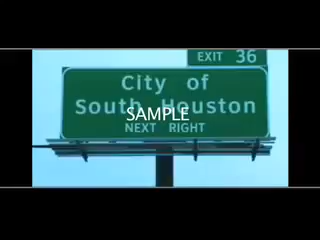 EXIT 36
City of
South Houston
SAMPLE
NEXT RIGHT